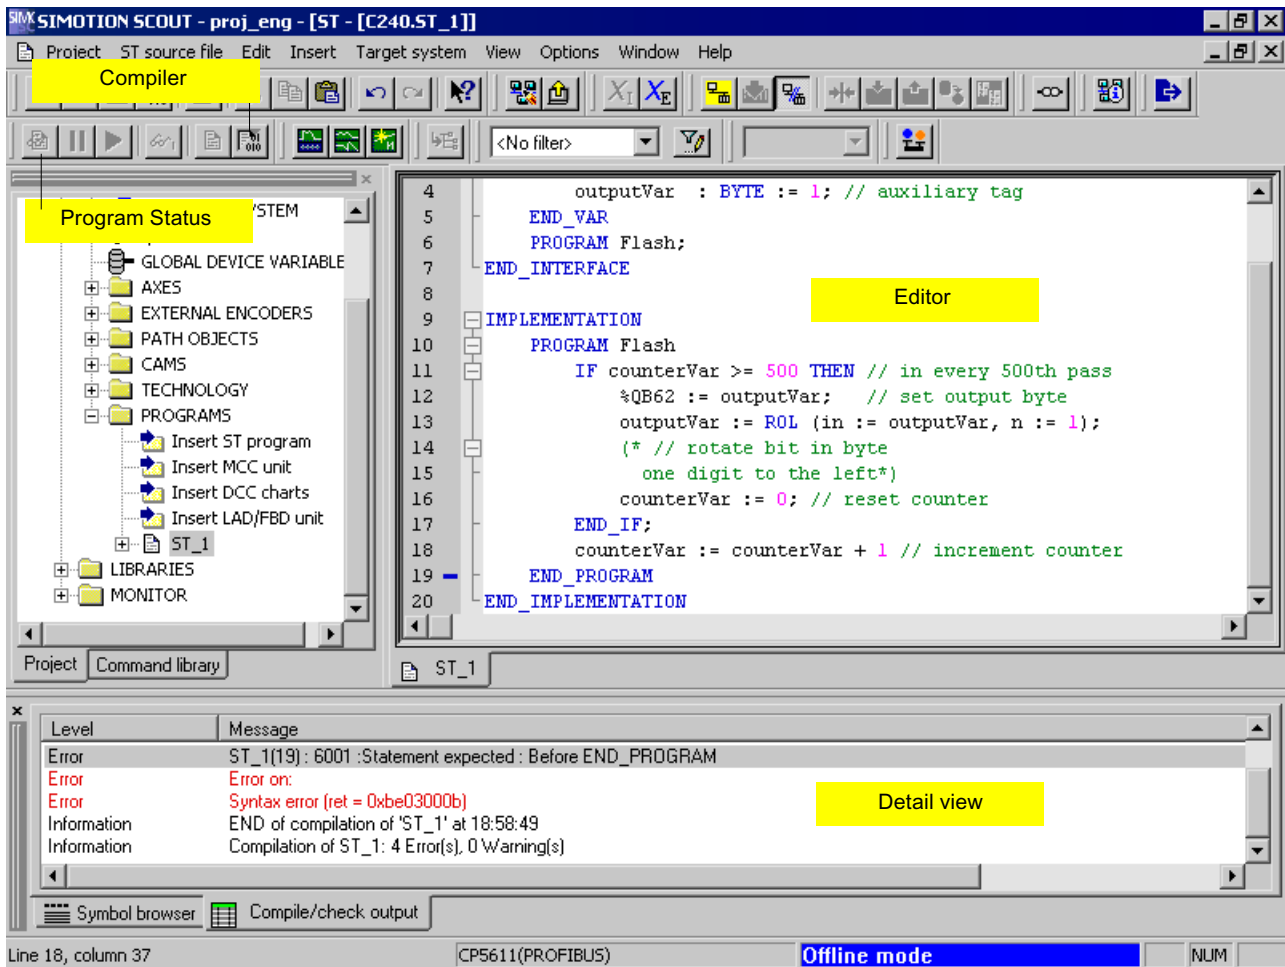 SIMOTION SCOUT - proj_eng - [ST - [C240.ST_1]]
Project ST source file Edit Insert Target system View Options Window Help
Compiler
<No filter>
Program Status
GLOBAL DEVICE VARIABLE
AXES
EXTERNAL ENCODERS
PATH OBJECTS
CAMS
TECHNOLOGY
PROGRAMS
Insert ST program
Insert MCC unit
Insert DCC charts
Insert LAD/FBD unit
ST_1
LIBRARIES
MONITOR
Project Command library
4 outputVar : BYTE := 1; // auxiliary tag
5 END_VAR
6 PROGRAM Flash;
7 END_INTERFACE
8
Editor
9 IMPLEMENTATION
10 PROGRAM Flash
11 IF counterVar >= 500 THEN // in every 500th pass
12 %QB62 := outputVar; // set output byte
13 outputVar := ROL (in := outputVar, n := 1);
14 (* // rotate bit in byte
15 one digit to the left*)
16 counterVar := 0; // reset counter
17 END_IF;
18 counterVar := counterVar + 1 // increment counter
19 END_PROGRAM
20 END_IMPLEMENTATION
ST_1
Level Message
Error ST_1(19) : 6001 :Statement expected : Before END_PROGRAM
Error Error on:
Error Syntax error (ret = 0xbe03000b)
Information END of compilation of 'ST_1' at 18:58:49
Information Compilation of ST_1: 4 Error(s), 0 Warning(s)
Detail view
Symbol browser Compile/check output
Line 18, column 37 CP5611(PROFIBUS) Offline mode NUM